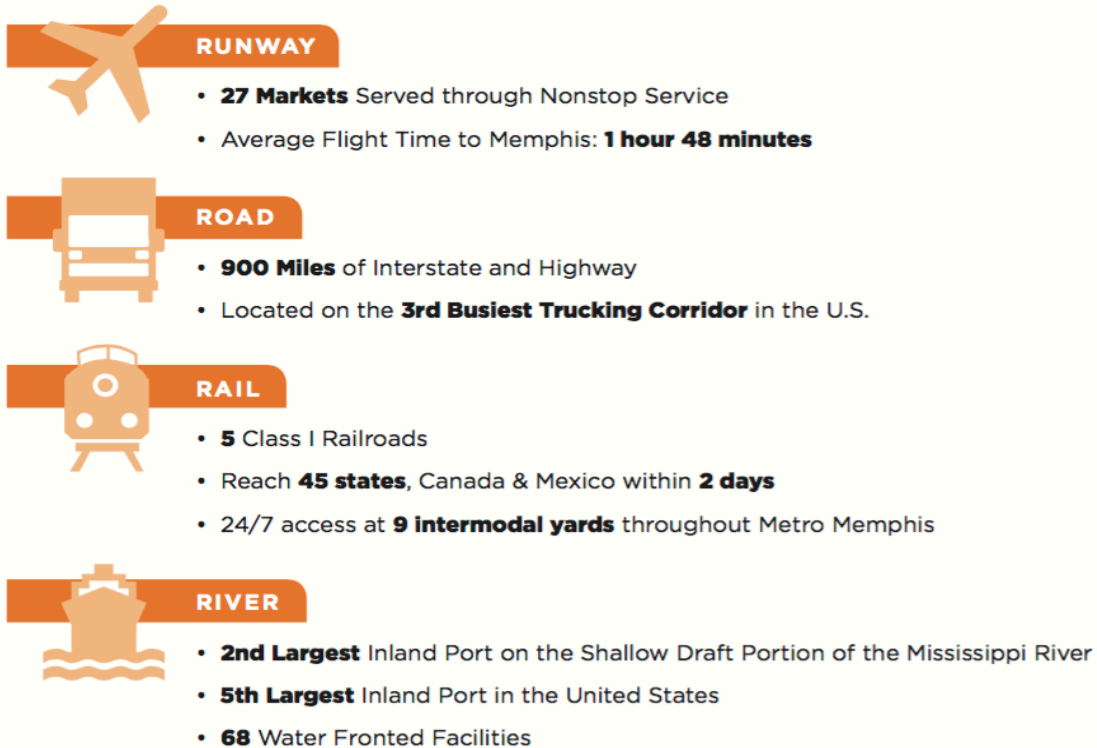 RUNWAY
• 27 Markets Served through Nonstop Service
• Average Flight Time to Memphis: 1 hour 48 minutes
ROAD
• 900 Miles of Interstate and Highway
• Located on the 3rd Busiest Trucking Corridor in the U.S.
RAIL
• 5 Class I Railroads
• Reach 45 states, Canada & Mexico within 2 days
• 24/7 access at 9 intermodal yards throughout Metro Memphis
RIVER
• 2nd Largest Inland Port on the Shallow Draft Portion of the Mississippi River
• 5th Largest Inland Port in the United States
• 68 Water Fronted Facilities